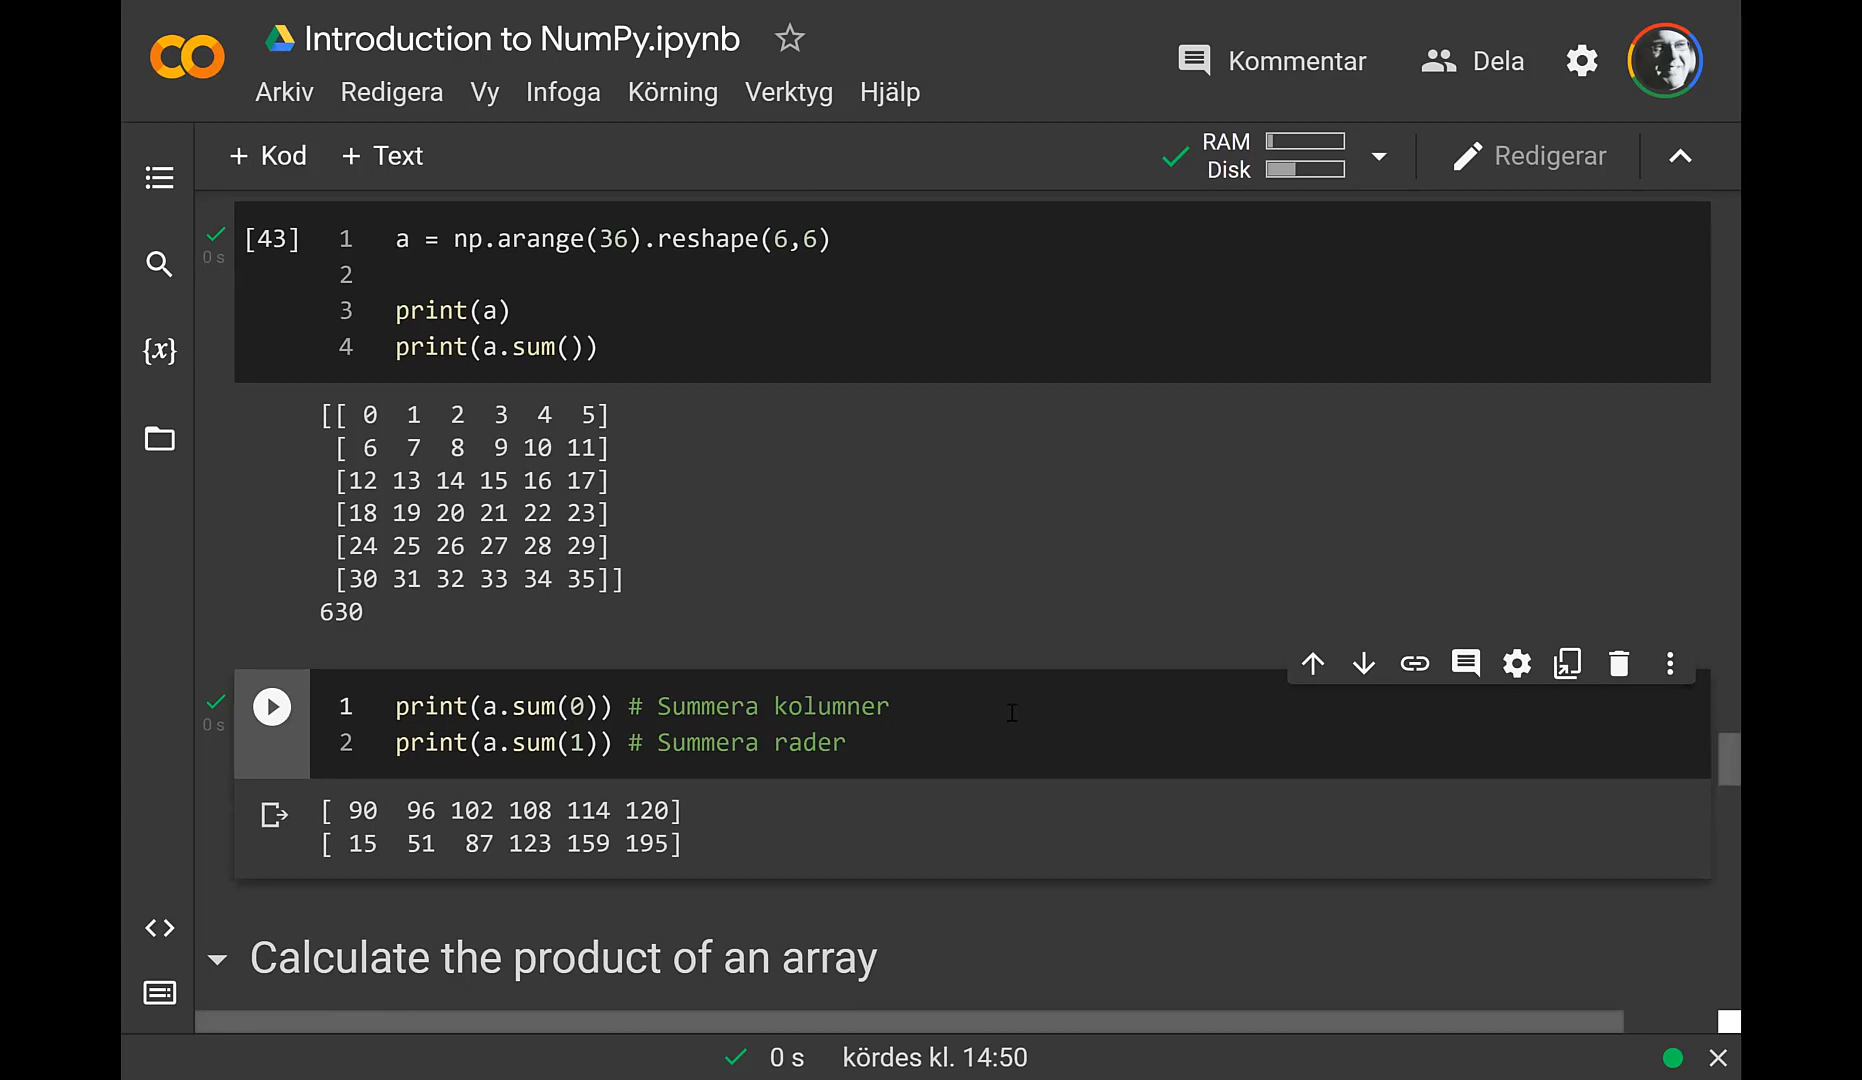 Introduction to NumPy.ipynb
Kommentar
Dela
Arkiv Redigera Vy Infoga Körning Verktyg Hjälp
+ Kod + Text
RAM
Disk
Redigerar
[43]
0 s
1 a = np.arange(36).reshape(6,6)
2
3 print(a)
4 print(a.sum())
[[ 0  1  2  3  4  5]
 [ 6  7  8  9 10 11]
 [12 13 14 15 16 17]
 [18 19 20 21 22 23]
 [24 25 26 27 28 29]
 [30 31 32 33 34 35]]
630
{x}
0 s
1 print(a.sum(0)) # Summera kolumner
2 print(a.sum(1)) # Summera rader
[ 90  96 102 108 114 120]
[ 15  51  87 123 159 195]
Calculate the product of an array
0 s kördes kl. 14:50